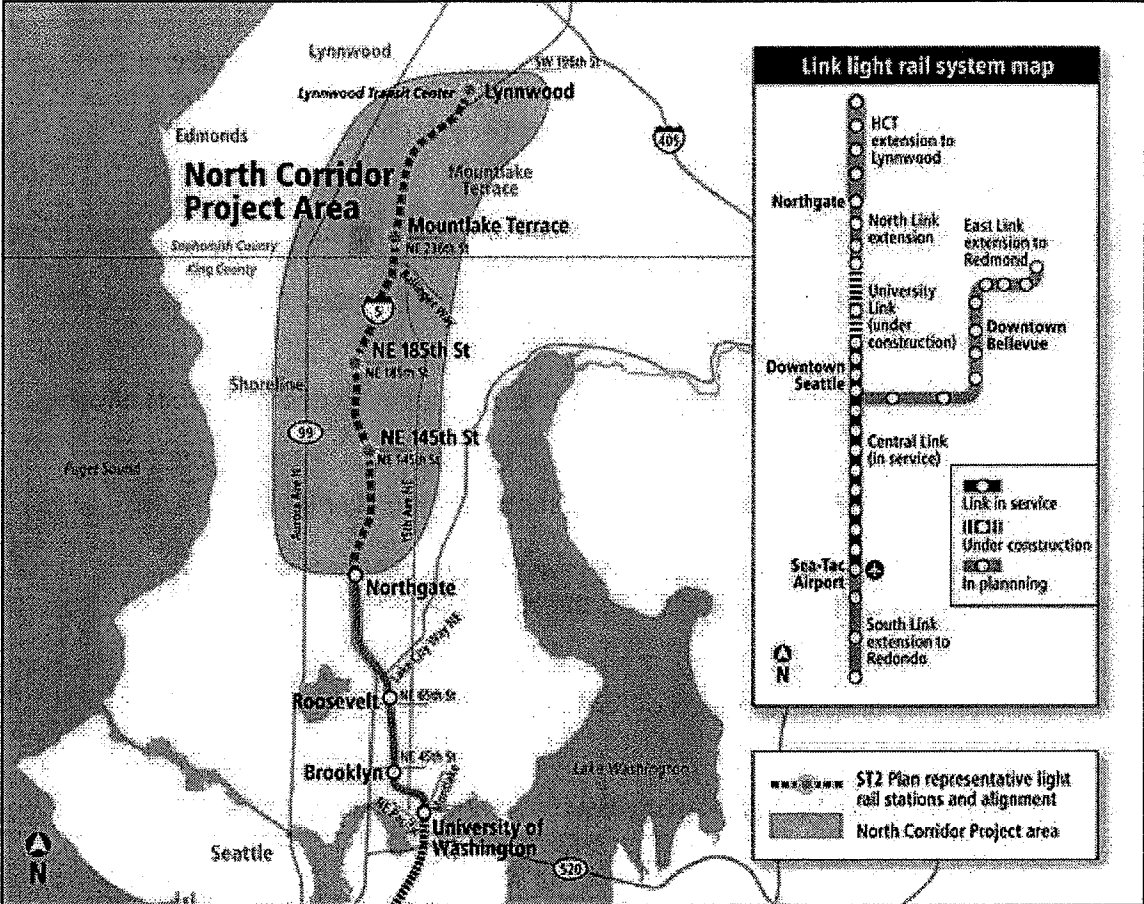 Lynnwood
SW 196th St
Lynnwood Transit Center
Lynnwood
Edmonds
405
North Corridor
Project Area
Mountlake
Terrace
Mountlake Terrace
NE 236th St
Snohomish County
King County
Ballinger Way
5
NE 185th St
NE 185th St
Shoreline
99
NE 145th St
NE 145th St
Puget Sound
Aurora Ave N
15th Ave NE
Northgate
Lake City Way NE
Roosevelt
NE 65th St
Brooklyn
NE 45th St
Lake Washington
University of
Washington
Seattle
520
N
Link light rail system map
HCT
extension to
Lynnwood
Northgate
North Link
extension
East Link
extension to
Redmond
University
Link
(under
construction)
Downtown
Bellevue
Downtown
Seattle
Central Link
(in service)
Link in service
Under construction
In plannning
Sea-Tac
Airport
South Link
extension to
Redondo
N
ST2 Plan representative light
rail stations and alignment
North Corridor Project area